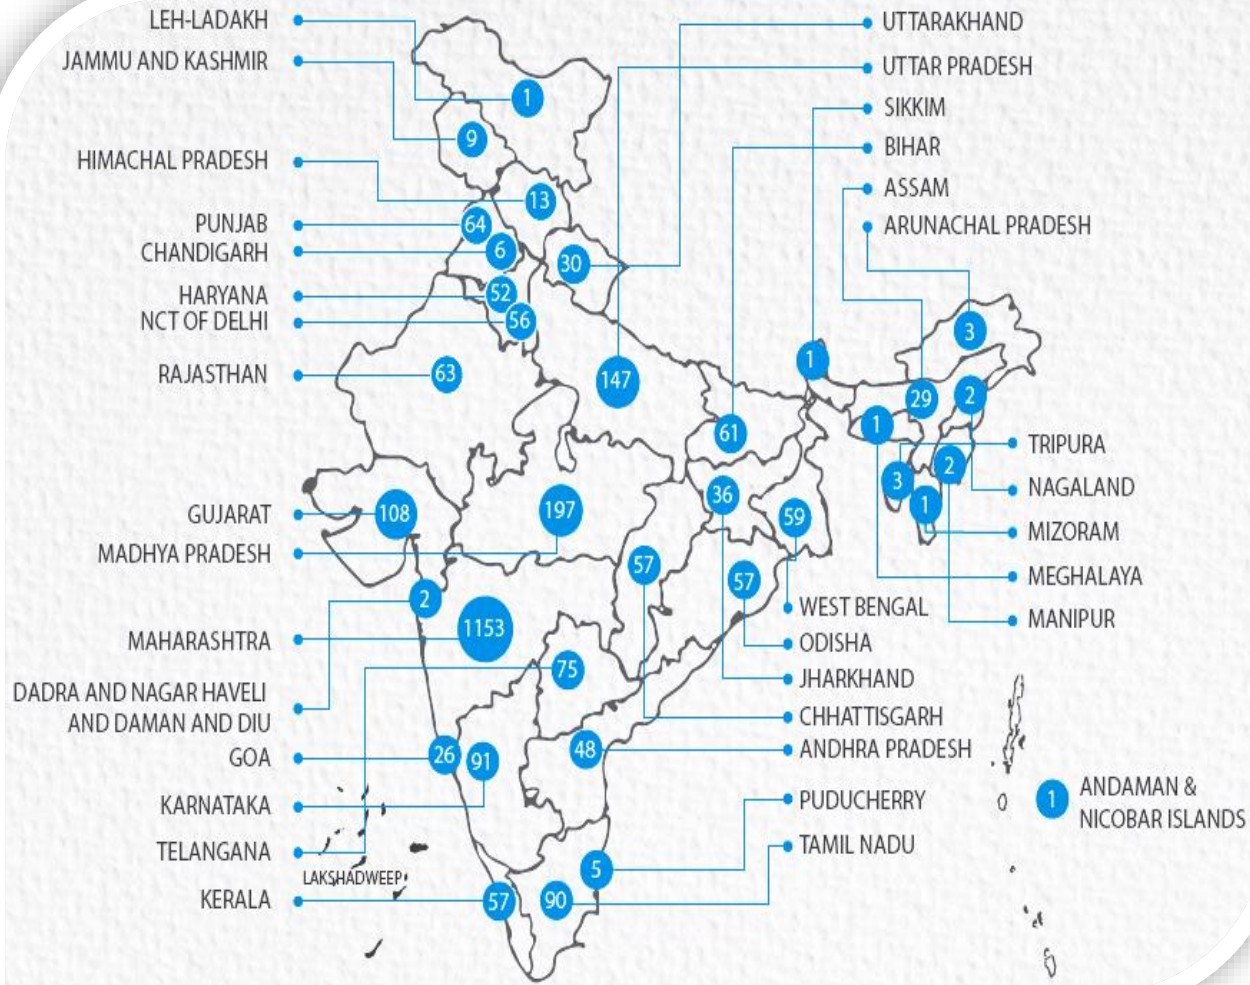 LEH-LADAKH
JAMMU AND KASHMIR
HIMACHAL PRADESH
PUNJAB
CHANDIGARH
HARYANA
NCT OF DELHI
RAJASTHAN
GUJARAT
MADHYA PRADESH
MAHARASHTRA
DADRA AND NAGAR HAVELI
AND DAMAN AND DIU
GOA
KARNATAKA
TELANGANA
LAKSHADWEEP
KERALA
1
9
13
64
6
30
52
56
63
147
1
3
29
2
61
1
2
3
1
36
59
108
197
57
57
2
1153
75
26
91
48
5
57
90
UTTARAKHAND
UTTAR PRADESH
SIKKIM
BIHAR
ASSAM
ARUNACHAL PRADESH
TRIPURA
NAGALAND
MIZORAM
MEGHALAYA
MANIPUR
WEST BENGAL
ODISHA
JHARKHAND
CHHATTISGARH
ANDHRA PRADESH
PUDUCHERRY
TAMIL NADU
1
ANDAMAN &
NICOBAR ISLANDS